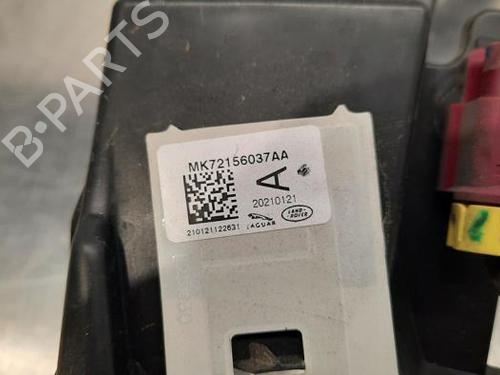 MK72156037AA
A
20210121
210121122631
JAGUAR
LAND-
ROVER
B-PARTS